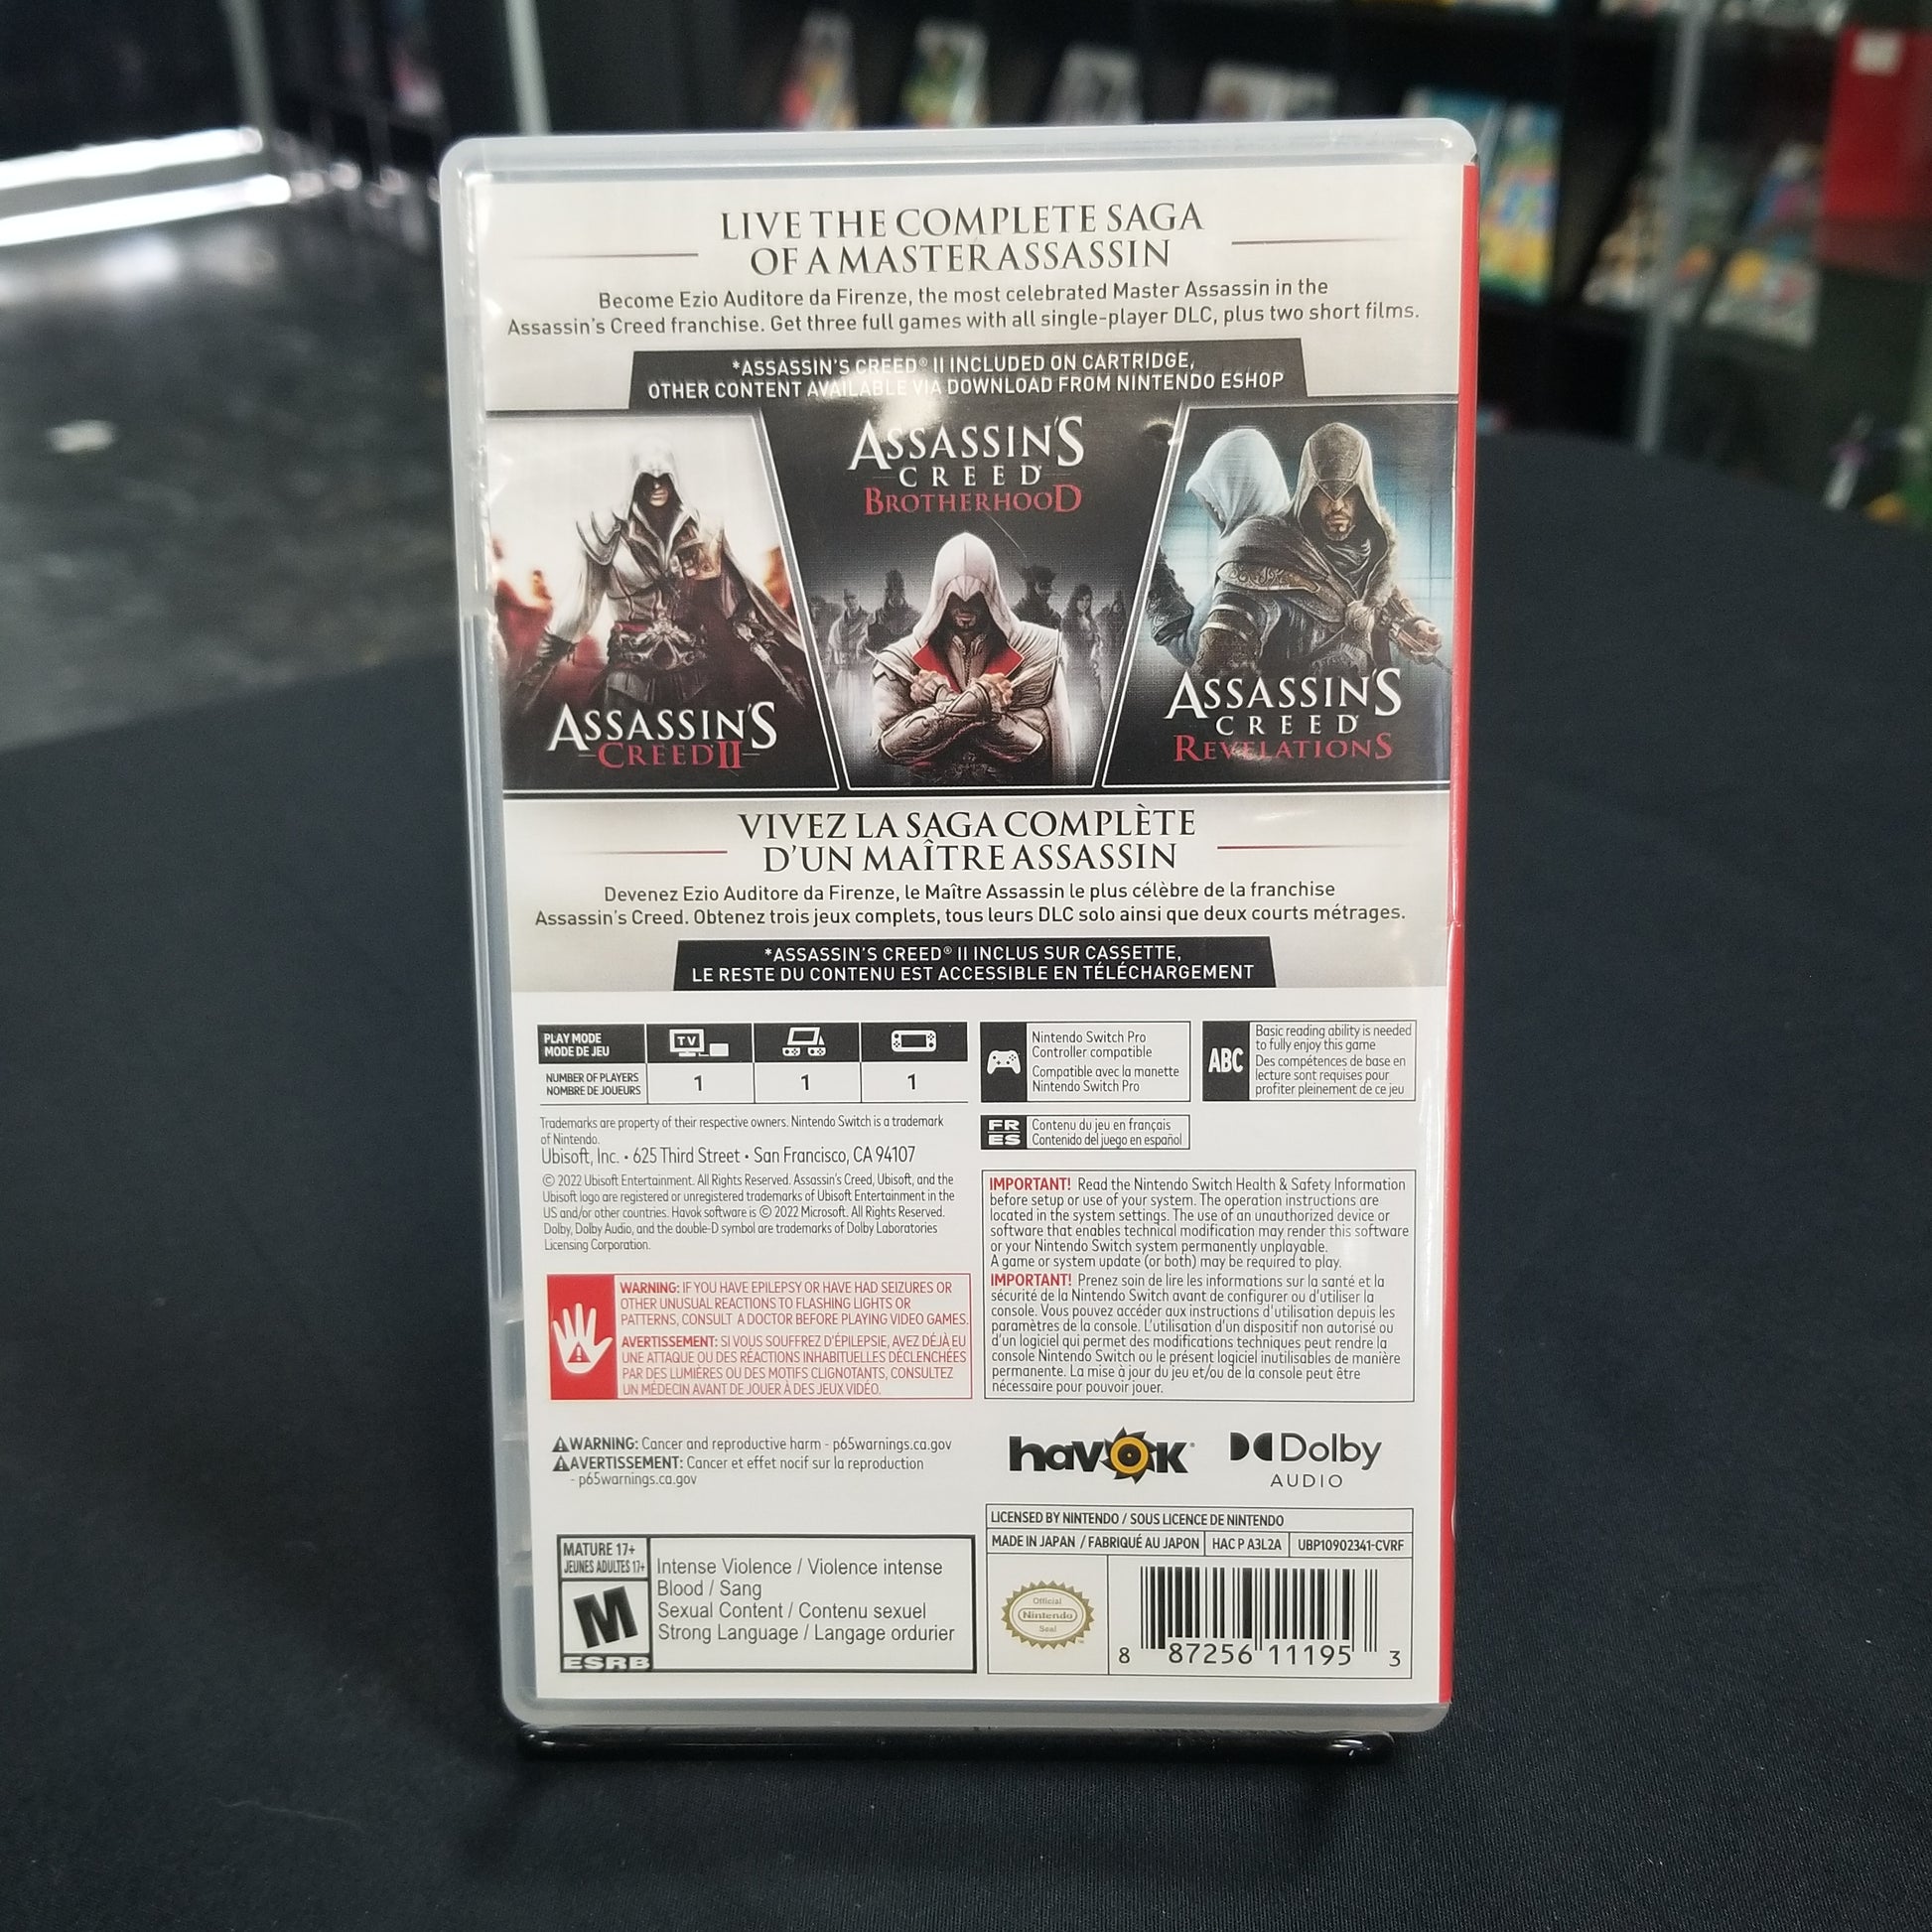 LIVE THE COMPLETE SAGA
OF A MASTER ASSASSIN
Become Ezio Auditore da Firenze, the most celebrated Master Assassin in the
Assassin's Creed franchise. Get three full games with all single-player DLC, plus two short films.
*ASSASSIN'S CREED® II INCLUDED ON CARTRIDGE,
OTHER CONTENT AVAILABLE VIA DOWNLOAD FROM NINTENDO ESHOP
ASSASSIN'S
CREED II
ASSASSIN'S
CREED
BROTHERHOOD
ASSASSIN'S
CREED
REVELATIONS
VIVEZ LA SAGA COMPLÈTE
D'UN MAÎTRE ASSASSIN
Devenez Ezio Auditore da Firenze, le Maître Assassin le plus célèbre de la franchise
Assassin's Creed. Obtenez trois jeux complets, tous leurs DLC solo ainsi que deux courts métrages.
*ASSASSIN'S CREED® II INCLUS SUR CASSETTE,
LE RESTE DU CONTENU EST ACCESSIBLE EN TÉLÉCHARGEMENT
PLAY MODE
MODE DE JEU
TV
NUMBER OF PLAYERS
NOMBRE DE JOUEURS
1 1 1
Nintendo Switch Pro
Controller compatible
Compatible avec la manette
Nintendo Switch Pro
ABC
Basic reading ability is needed
to fully enjoy this game
Des compétences de base en
lecture sont requises pour
profiter pleinement de ce jeu
FR
ES
Contenu du jeu en français
Contenido del juego en español
Trademarks are property of their respective owners. Nintendo Switch is a trademark
of Nintendo.
Ubisoft, Inc. • 625 Third Street • San Francisco, CA 94107
© 2022 Ubisoft Entertainment. All Rights Reserved. Assassin's Creed, Ubisoft, and the
Ubisoft logo are registered or unregistered trademarks of Ubisoft Entertainment in the
US and/or other countries. Havok software is © 2022 Microsoft. All Rights Reserved.
Dolby, Dolby Audio, and the double-D symbol are trademarks of Dolby Laboratories
Licensing Corporation.
WARNING: IF YOU HAVE EPILEPSY OR HAVE HAD SEIZURES OR
OTHER UNUSUAL REACTIONS TO FLASHING LIGHTS OR
PATTERNS, CONSULT A DOCTOR BEFORE PLAYING VIDEO GAMES.
AVERTISSEMENT: SI VOUS SOUFFREZ D'ÉPILEPSIE, AVEZ DÉJÀ EU
UNE ATTAQUE OU DES RÉACTIONS INHABITUELLES DÉCLENCHÉES
PAR DES LUMIÈRES OU DES MOTIFS CLIGNOTANTS, CONSULTEZ
UN MÉDECIN AVANT DE JOUER À DES JEUX VIDÉO.
IMPORTANT! Read the Nintendo Switch Health & Safety Information
before setup or use of your system. The operation instructions are
located in the system settings. The use of an unauthorized device or
software that enables technical modification may render this software
or your Nintendo Switch system permanently unplayable.
A game or system update (or both) may be required to play.
IMPORTANT! Prenez soin de lire les informations sur la santé et la
sécurité de la Nintendo Switch avant de configurer ou d'utiliser la
console. Vous pouvez accéder aux instructions d'utilisation depuis les
paramètres de la console. L'utilisation d'un dispositif non autorisé ou
d'un logiciel qui permet des modifications techniques peut rendre la
console Nintendo Switch ou le présent logiciel inutilisables de manière
permanente. La mise à jour du jeu et/ou de la console peut être
nécessaire pour pouvoir jouer.
WARNING: Cancer and reproductive harm - p65warnings.ca.gov
AVERTISSEMENT: Cancer et effet nocif sur la reproduction
- p65warnings.ca.gov
havok
Dolby
AUDIO
MATURE 17+
JEUNES ADULTES 17+
M
ESRB
Intense Violence / Violence intense
Blood / Sang
Sexual Content / Contenu sexuel
Strong Language / Langage ordurier
LICENSED BY NINTENDO / SOUS LICENCE DE NINTENDO
MADE IN JAPAN / FABRIQUÉ AU JAPON
HAC P A3L2A
UBP10902341-CVRF
Official
Nintendo
Seal
8 87256 11195 3